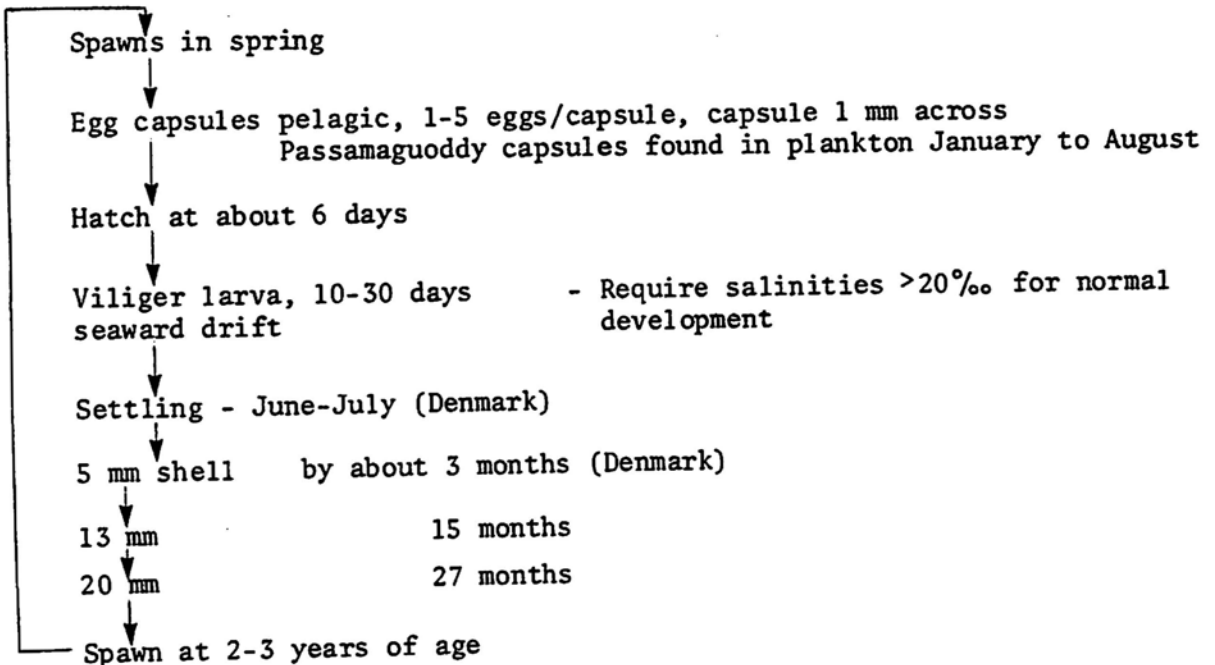 Spawns in spring
Egg capsules pelagic, 1-5 eggs/capsule, capsule 1 mm across
Passamaguoddy capsules found in plankton January to August
Hatch at about 6 days
Viliger larva, 10-30 days - Require salinities >20‰ for normal
seaward drift development
Settling - June-July (Denmark)
5 mm shell by about 3 months (Denmark)
13 mm 15 months
20 mm 27 months
Spawn at 2-3 years of age